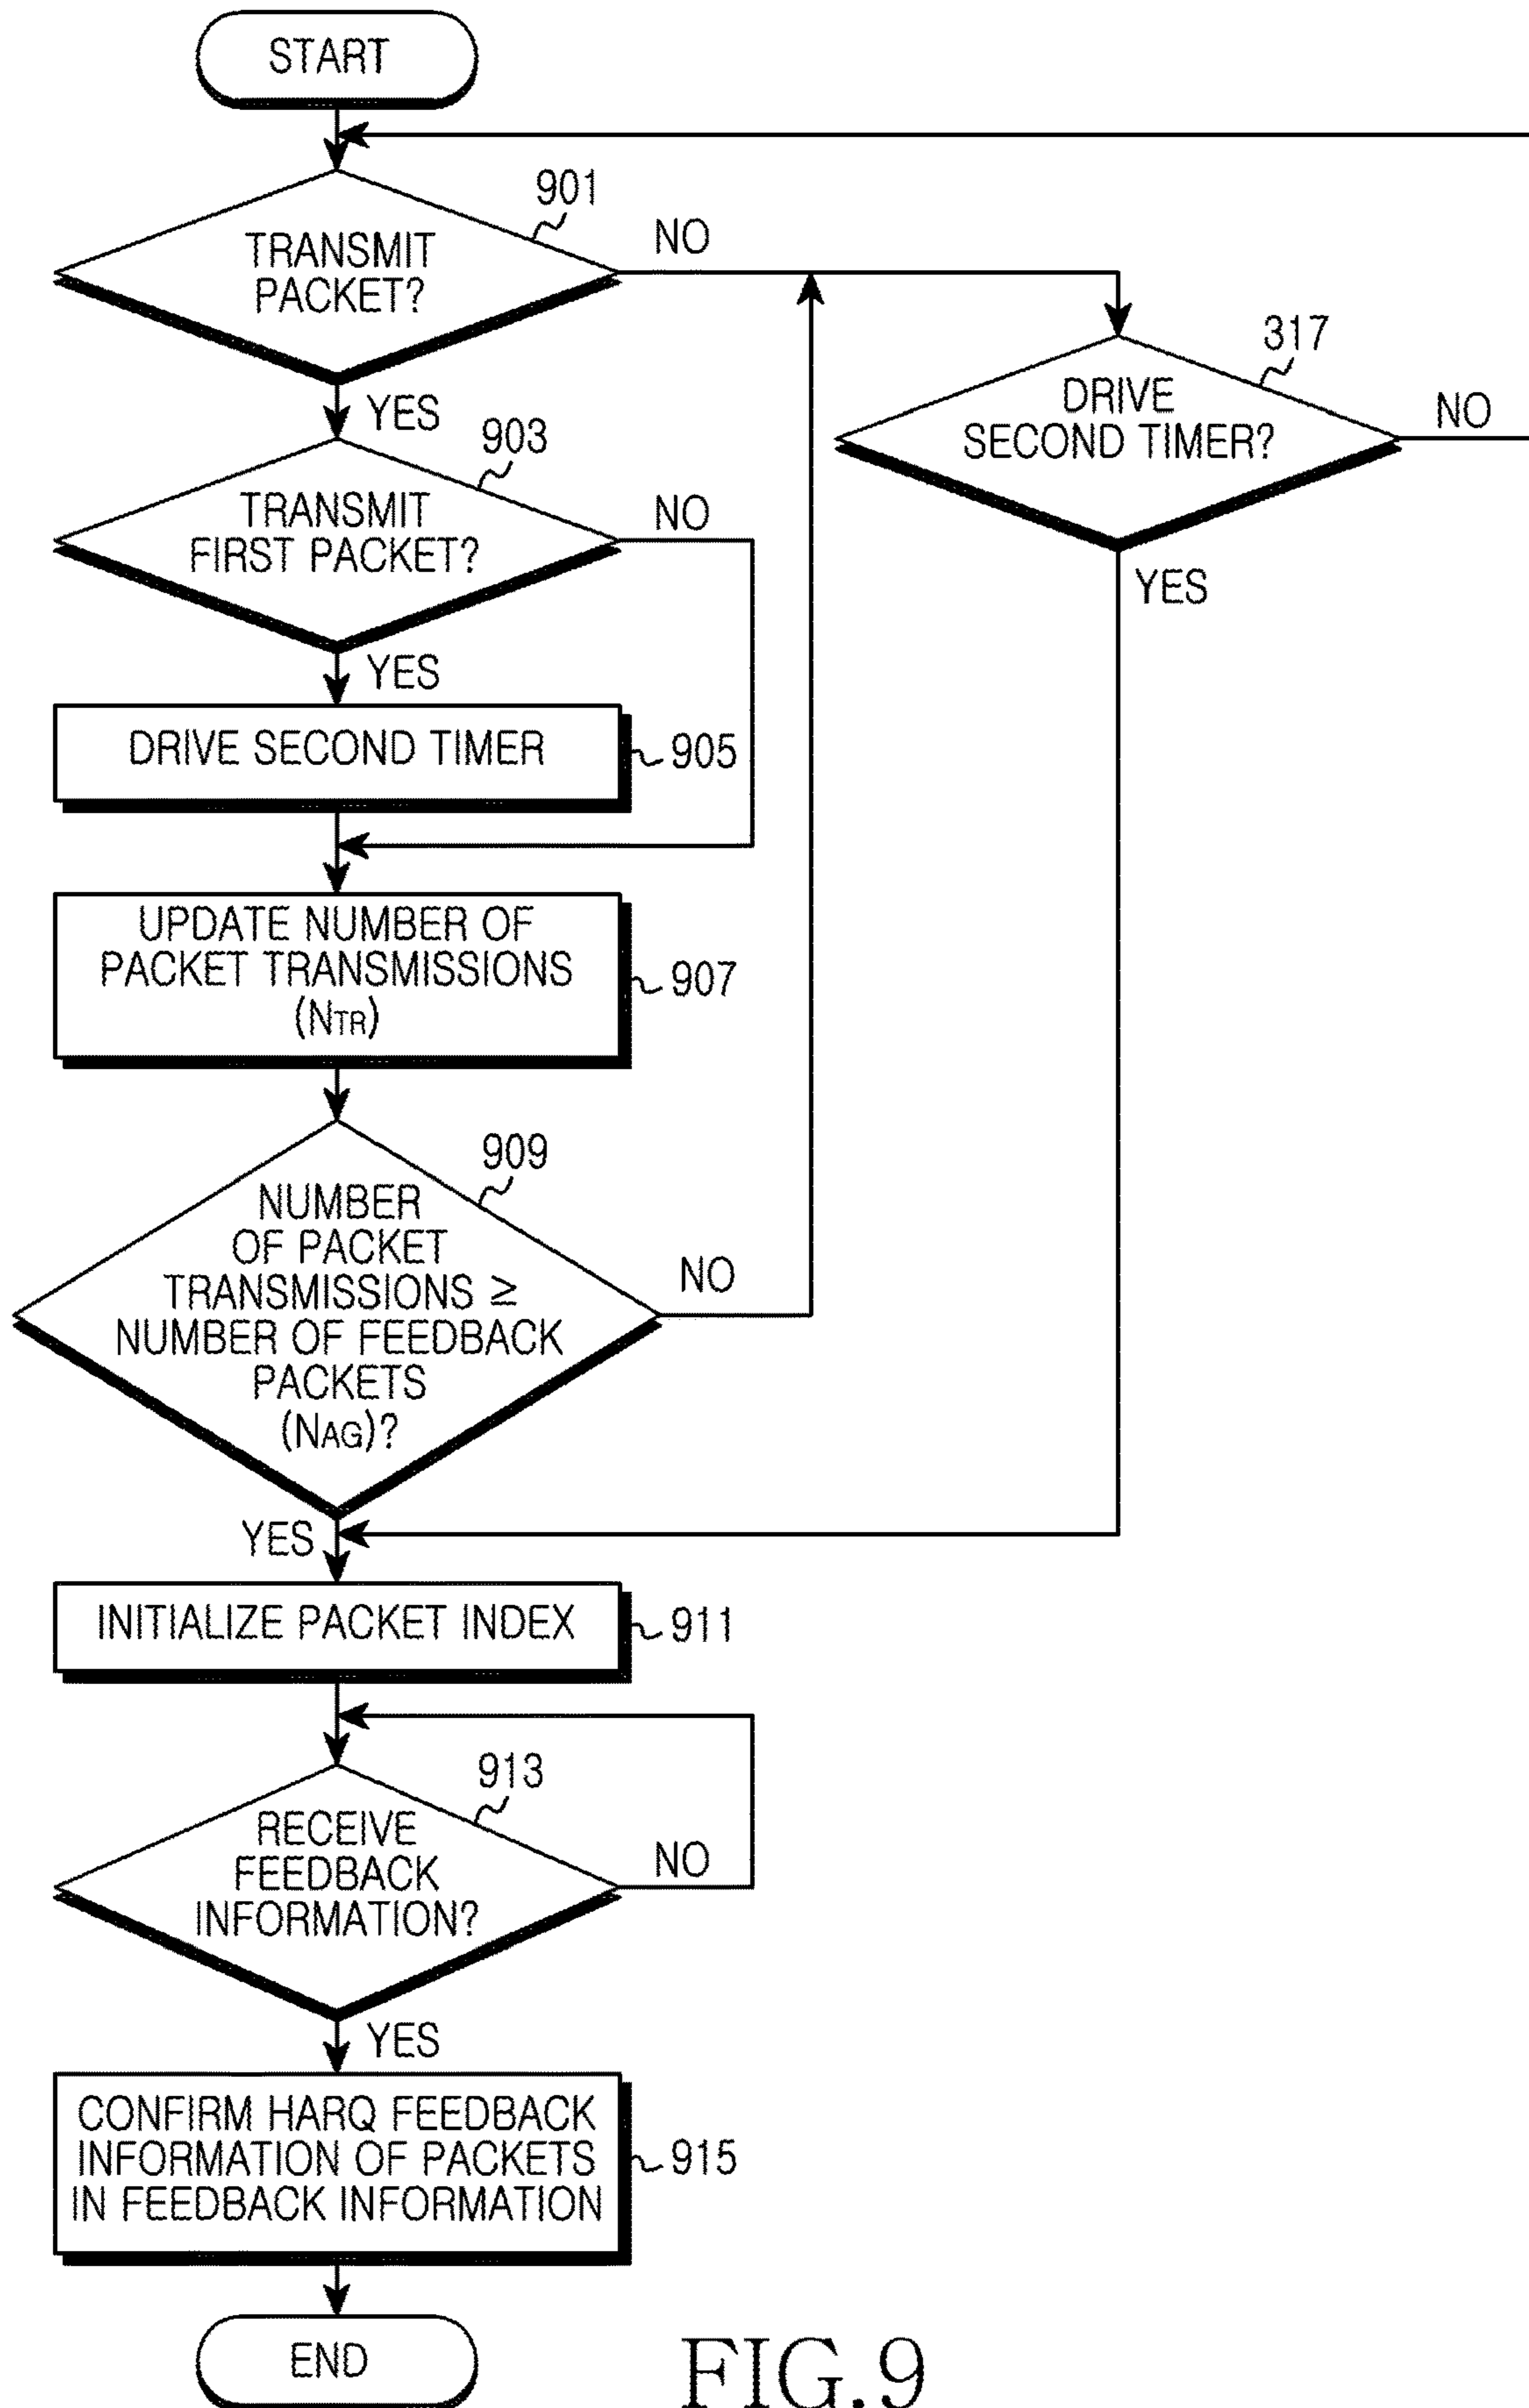 START
901
TRANSMIT
PACKET?
NO
YES
317
DRIVE
SECOND TIMER?
NO
YES
903
TRANSMIT
FIRST PACKET?
NO
YES
DRIVE SECOND TIMER
905
UPDATE NUMBER OF
PACKET TRANSMISSIONS
(NTR)
907
909
NUMBER
OF PACKET
TRANSMISSIONS ≥
NUMBER OF FEEDBACK
PACKETS
(NAG)?
NO
YES
INITIALIZE PACKET INDEX
911
913
RECEIVE
FEEDBACK
INFORMATION?
NO
YES
CONFIRM HARQ FEEDBACK
INFORMATION OF PACKETS
IN FEEDBACK INFORMATION
915
END
FIG.9